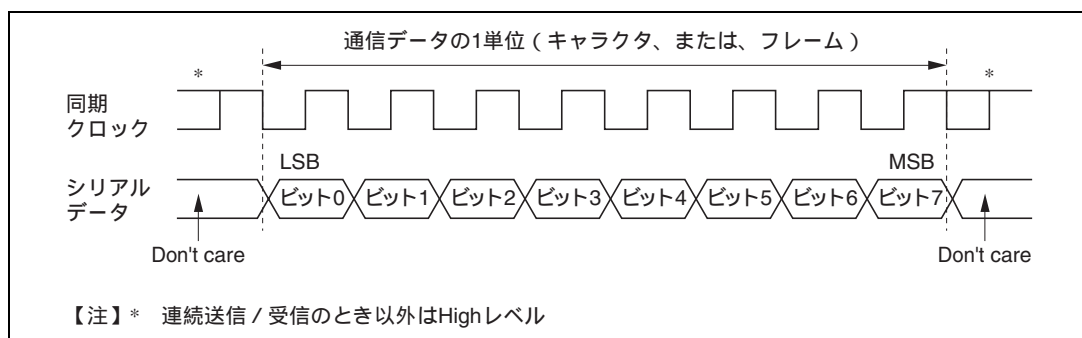 通信データの1単位(キャラクタ、または、フレーム)
* *
同期
クロック
LSB MSB
シリアル
データ
ビット0 ビット1 ビット2 ビット3 ビット4 ビット5 ビット6 ビット7
Don't care Don't care
【注】* 連続送信/受信のとき以外はHighレベル